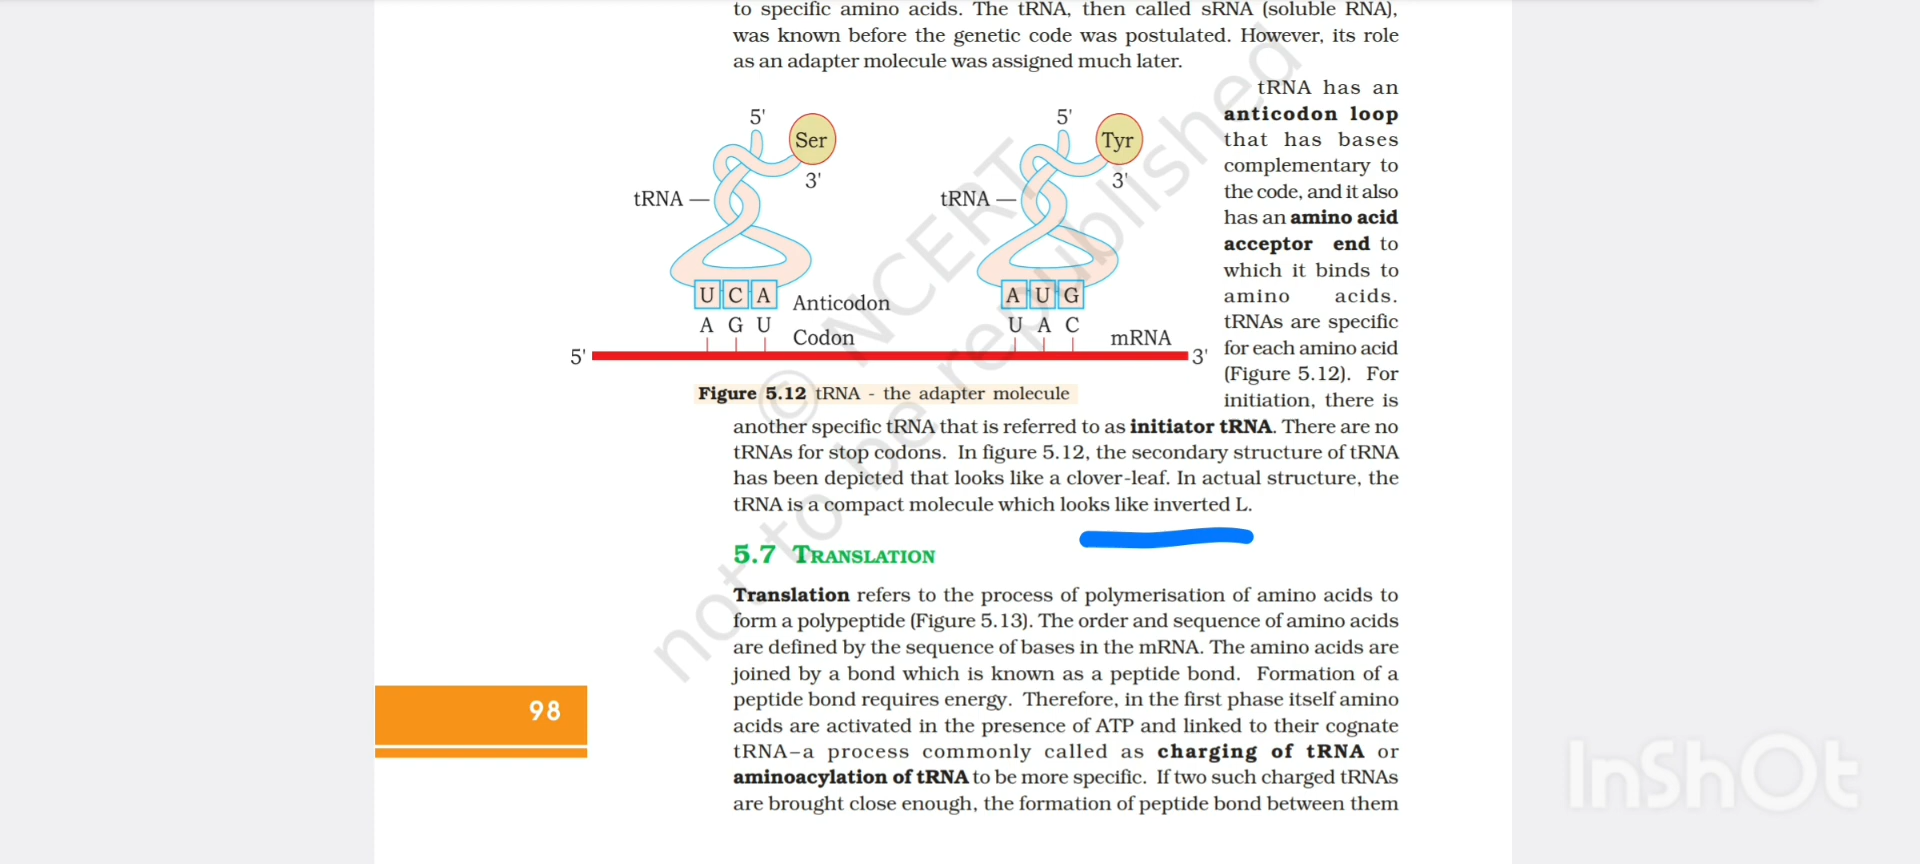 to specific amino acids. The tRNA, then called sRNA (soluble RNA),
was known before the genetic code was postulated. However, its role
as an adapter molecule was assigned much later.
tRNA has an
anticodon loop
that has bases
complementary to
the code, and it also
has an amino acid
acceptor end to
which it binds to
amino acids.
tRNAs are specific
for each amino acid
(Figure 5.12). For
initiation, there is
5'
Ser
3'
tRNA
U C A
Anticodon
A G U
Codon
5'
5'
Tyr
3'
tRNA
A U G
U A C
mRNA
3'
Figure 5.12 tRNA - the adapter molecule
another specific tRNA that is referred to as initiator tRNA. There are no
tRNAs for stop codons. In figure 5.12, the secondary structure of tRNA
has been depicted that looks like a clover-leaf. In actual structure, the
tRNA is a compact molecule which looks like inverted L.
5.7 TRANSLATION
Translation refers to the process of polymerisation of amino acids to
form a polypeptide (Figure 5.13). The order and sequence of amino acids
are defined by the sequence of bases in the mRNA. The amino acids are
joined by a bond which is known as a peptide bond. Formation of a
peptide bond requires energy. Therefore, in the first phase itself amino
acids are activated in the presence of ATP and linked to their cognate
tRNA–a process commonly called as charging of tRNA or
aminoacylation of tRNA to be more specific. If two such charged tRNAs
are brought close enough, the formation of peptide bond between them
98
© NCERT
not to be republished
InShOt